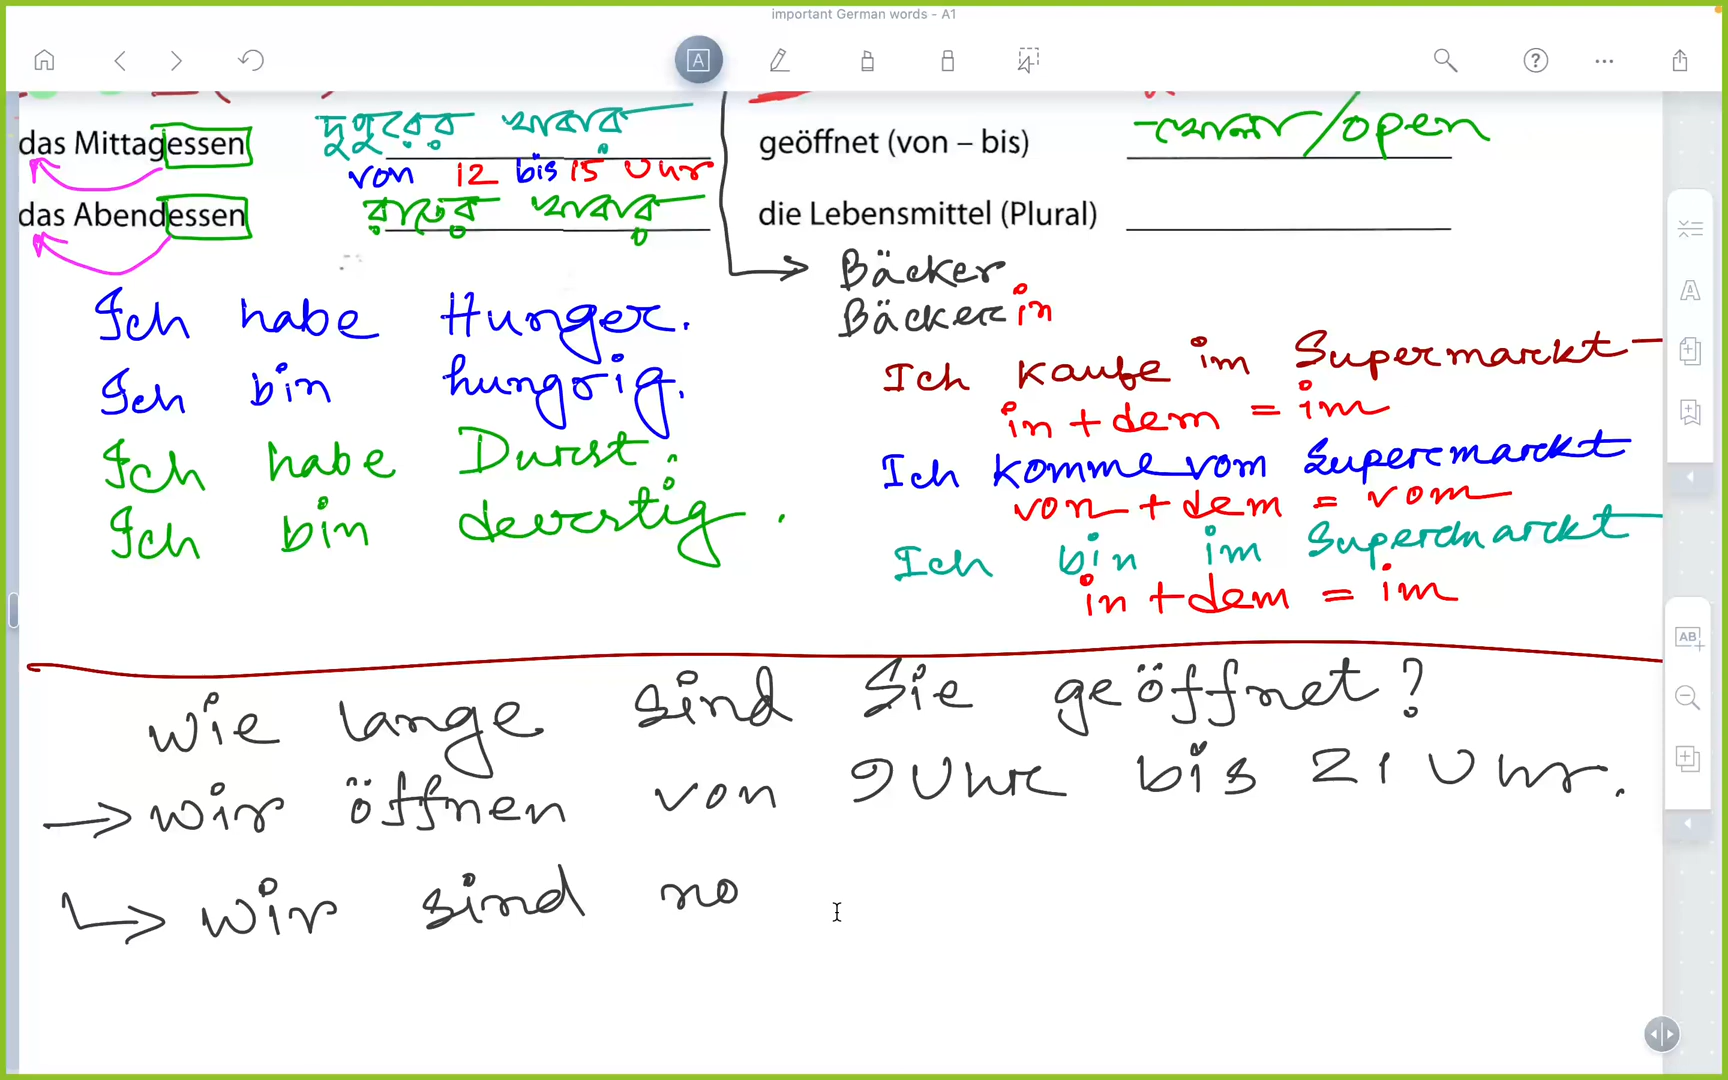 important German words - A1
das Mittagessen দুপুরের খাবার
von 12 bis 15 Uhr
das Abendessen রাতের খাবার
geöffnet (von – bis) খোলার/open
die Lebensmittel (Plural)
Bäcker
Bäckerin
Ich habe Hunger.
Ich bin hungrig.
Ich habe Durst.
Ich bin
Ich kaufe im Supermarkt
in + dem = im
Ich komme vom Supermarkt
von + dem = vom
Ich bin im Supermarkt
in + dem = im
Wie lange sind Sie geöffnet?
→ wir öffnen von 9 Uhr bis 21 Uhr.
↳ wir sind no